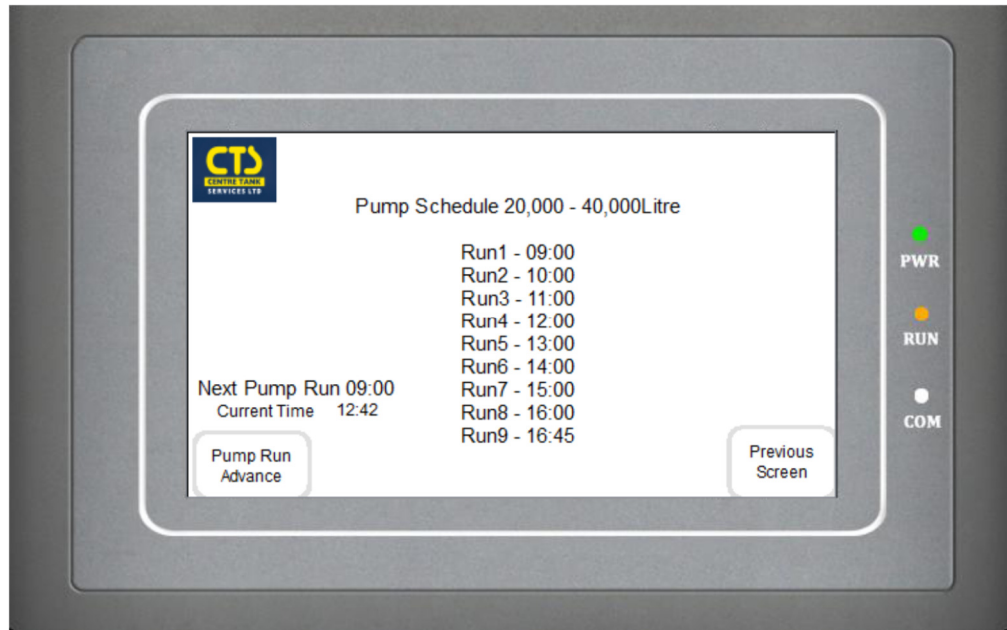 CTS
CENTRE TANK
SERVICES LTD
Pump Schedule 20,000 - 40,000Litre
Run1 - 09:00
Run2 - 10:00
Run3 - 11:00
Run4 - 12:00
Run5 - 13:00
Run6 - 14:00
Run7 - 15:00
Run8 - 16:00
Run9 - 16:45
Next Pump Run 09:00
Current Time 12:42
Pump Run
Advance
Previous
Screen
PWR
RUN
COM